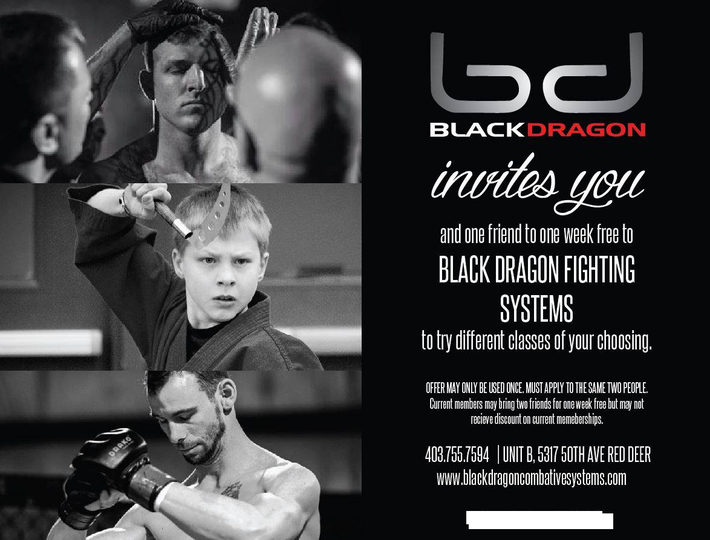 bd
BLACKDRAGON
invites you
and one friend to one week free to
BLACK DRAGON FIGHTING
SYSTEMS
to try different classes of your choosing.
OFFER MAY ONLY BE USED ONCE. MUST APPLY TO THE SAME TWO PEOPLE.
Current members may bring two friends for one week free but may not
recieve discount on current memeberships.
403.755.7594 | UNIT B, 5317 50TH AVE RED DEER
www.blackdragoncombativesystems.com